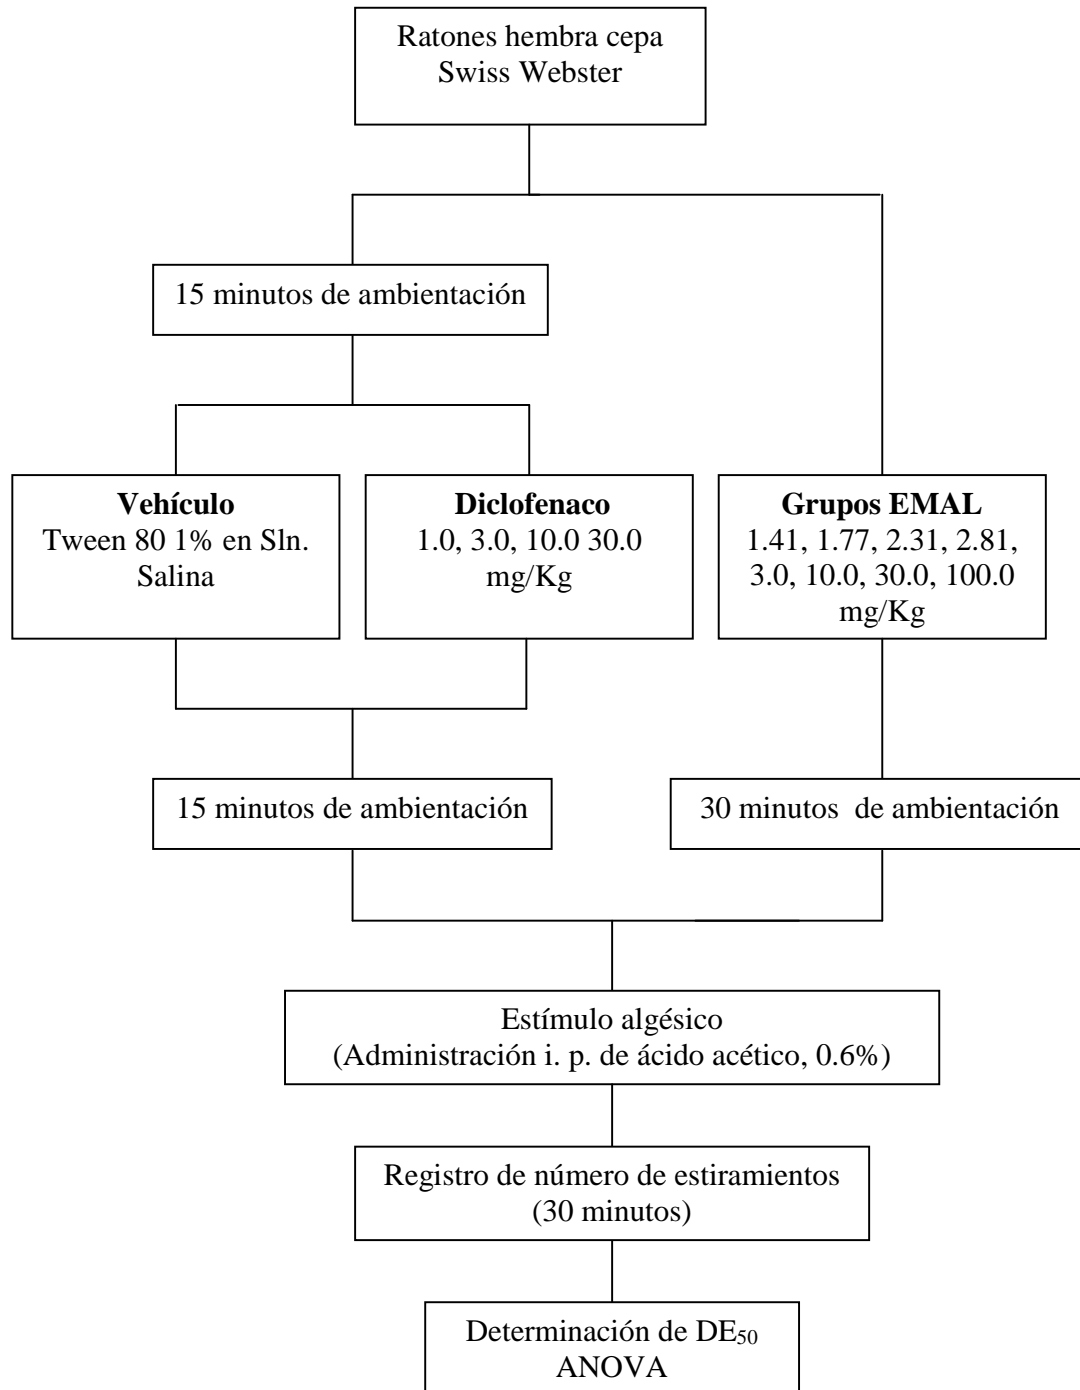 Ratones hembra cepa
Swiss Webster
15 minutos de ambientación
Vehículo
Tween 80 1% en Sln.
Salina
Diclofenaco
1.0, 3.0, 10.0 30.0
mg/Kg
Grupos EMAL
1.41, 1.77, 2.31, 2.81,
3.0, 10.0, 30.0, 100.0
mg/Kg
15 minutos de ambientación
30 minutos  de ambientación
Estímulo algésico
(Administración i. p. de ácido acético, 0.6%)
Registro de número de estiramientos
(30 minutos)
Determinación de DE₅₀
ANOVA